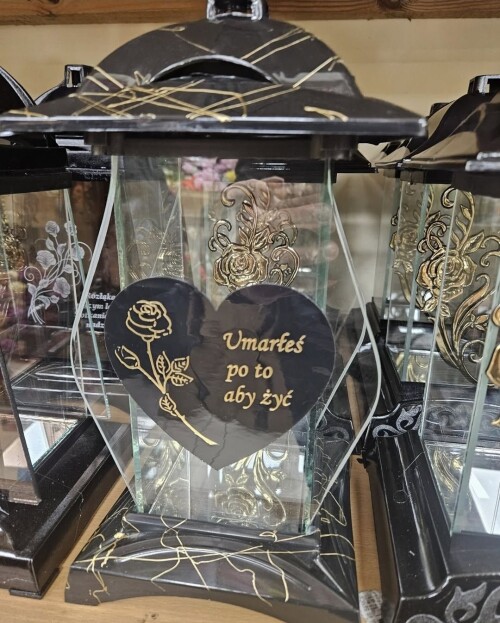 Umarłeś
po to
aby żyć